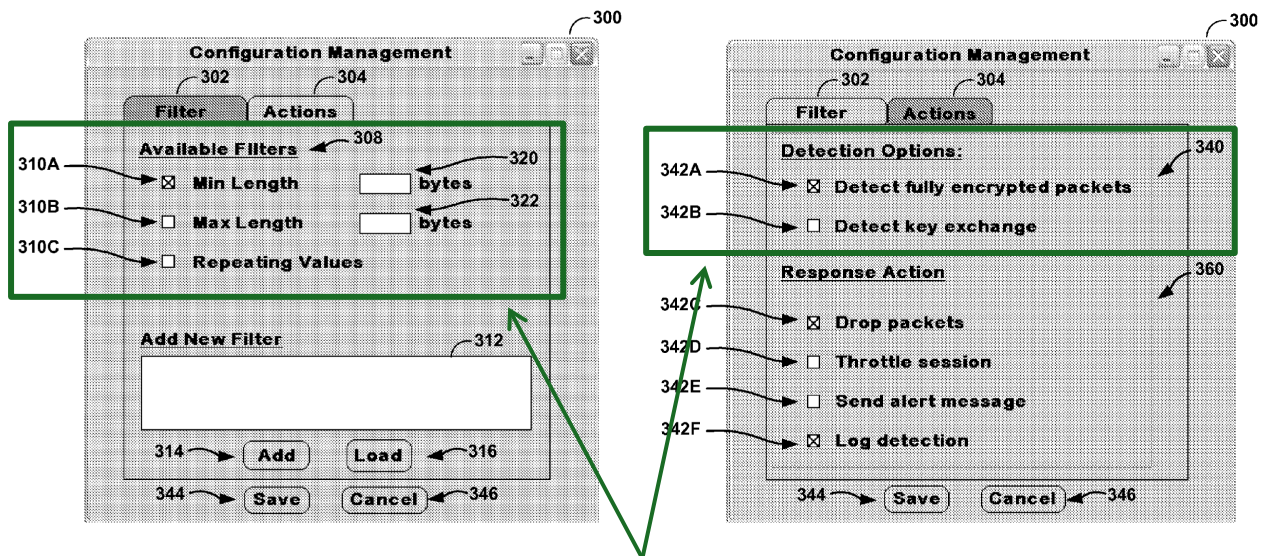 300
Configuration Management
302
304
Filter
Actions
Available Filters
308
310A
Min Length
320
bytes
310B
Max Length
322
bytes
310C
Repeating Values
Add New Filter
312
314
Add
Load
316
344
Save
Cancel
346
300
Configuration Management
302
304
Filter
Actions
Detection Options:
340
342A
Detect fully encrypted packets
342B
Detect key exchange
Response Action
360
342C
Drop packets
342D
Throttle session
342E
Send alert message
342F
Log detection
344
Save
Cancel
346